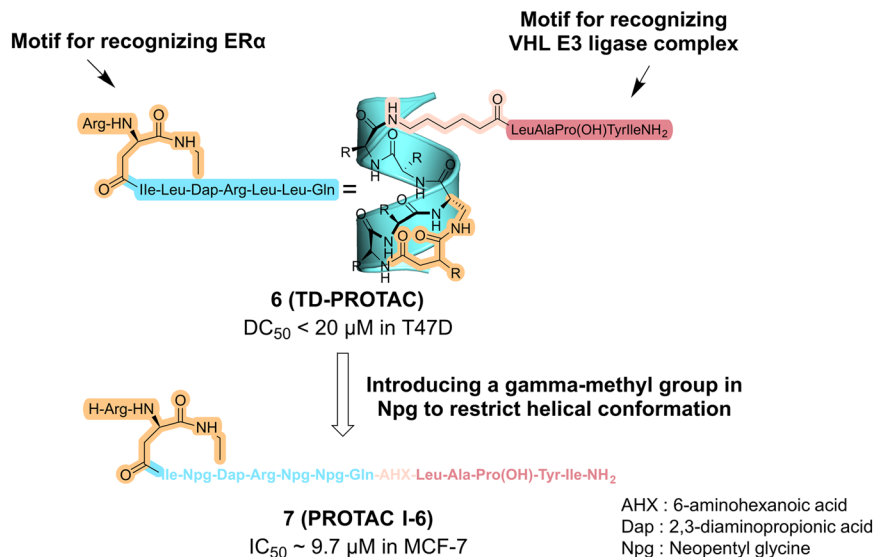 Motif for recognizing ERα
Motif for recognizing
VHL E3 ligase complex
Arg-HN
O
NH
O
Ile-Leu-Dap-Arg-Leu-Leu-Gln
=
H
N
O
O
LeuAlaPro(OH)TyrIleNH2
R
O
N
H
R
O
N
H
O
R
O
N
H
NH
O
N
H
O
O
O
R
N
H
R
6 (TD-PROTAC)
DC50 < 20 μM in T47D
Introducing a gamma-methyl group in
Npg to restrict helical conformation
H-Arg-HN
O
NH
O
Ile-Npg-Dap-Arg-Npg-Npg-Gln-AHX-Leu-Ala-Pro(OH)-Tyr-Ile-NH2
7 (PROTAC I-6)
IC50 ~ 9.7 μM in MCF-7
AHX : 6-aminohexanoic acid
Dap : 2,3-diaminopropionic acid
Npg : Neopentyl glycine